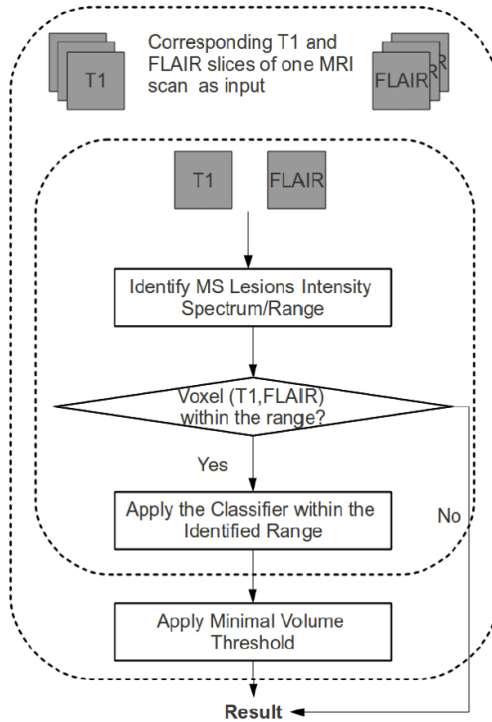 T1
Corresponding T1 and
FLAIR slices of one MRI
scan as input
FLAIR
R
T1
FLAIR
Identify MS Lesions Intensity
Spectrum/Range
Voxel (T1,FLAIR)
within the range?
Yes
No
Apply the Classifier within the
Identified Range
Apply Minimal Volume
Threshold
Result